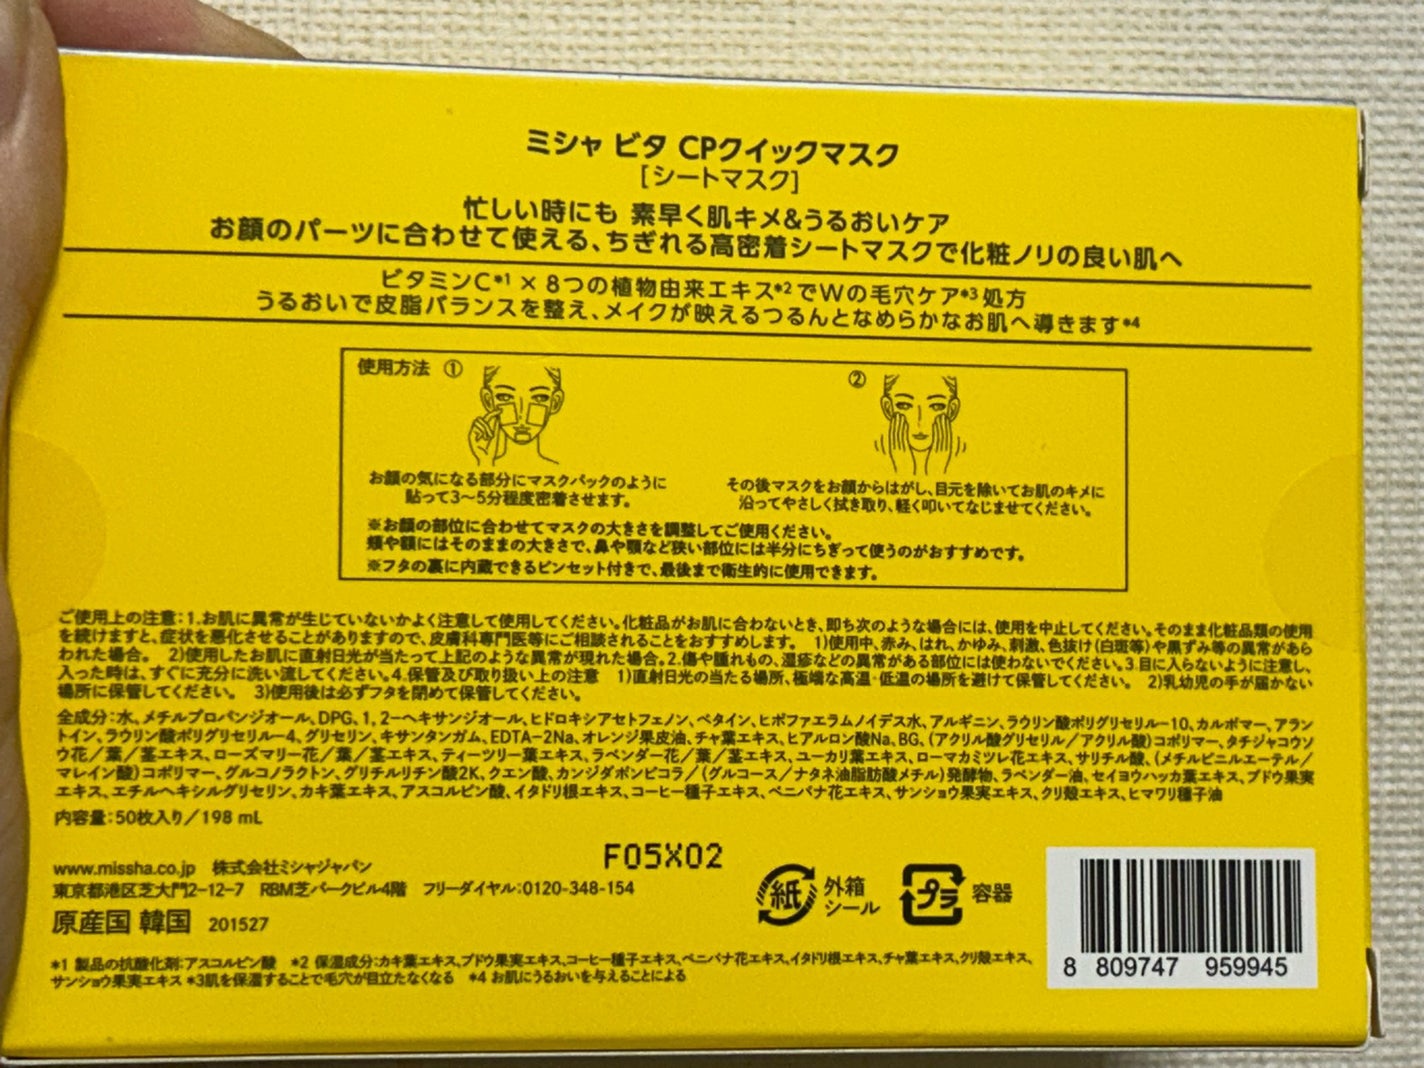 ミシャ ビタ CPクイックマスク
[シートマスク]
忙しい時にも 素早く肌キメ&うるおいケア
お顔のパーツに合わせて使える、ちぎれる高密着シートマスクで化粧ノリの良い肌へ
ビタミンC*1 × 8つの植物由来エキス*2でWの毛穴ケア*3処方
うるおいで皮脂バランスを整え、メイクが映えるつるんとなめらかなお肌へ導きます*4
使用方法 ①
②
お顔の気になる部分にマスクパックのように
貼って3〜5分程度密着させます。
その後マスクをお顔からはがし、目元を除いてお肌のキメに
沿ってやさしく拭き取り、軽く叩いてなじませてください。
※お顔の部位に合わせてマスクの大きさを調整してご使用ください。
頬や額にはそのままの大きさで、鼻や顎など狭い部位には半分にちぎって使うのがおすすめです。
※フタの裏に内蔵できるピンセット付きで、最後まで衛生的に使用できます。
ご使用上の注意：1.お肌に異常が生じていないかよく注意して使用してください。化粧品がお肌に合わないとき、即ち次のような場合には、使用を中止してください。そのまま化粧品類の使用
を続けますと、症状を悪化させることがありますので、皮膚科専門医等にご相談されることをおすすめします。 1)使用中、赤み、はれ、かゆみ、刺激、色抜け(白斑等)や黒ずみ等の異常があら
われた場合。 2)使用したお肌に直射日光が当たって上記のような異常が現れた場合。2.傷や腫れもの、湿疹などの異常がある部位には使わないでください。3.目に入らないように注意し、
入った時は、すぐに充分に洗い流してください。4.保管及び取り扱い上の注意 1)直射日光の当たる場所、極端な高温・低温の場所を避けて保管してください。 2)乳幼児の手が届かない
場所に保管してください。 3)使用後は必ずフタを閉めて保管してください。
全成分：水、メチルプロパンジオール、DPG、1, 2-ヘキサンジオール、ヒドロキシアセトフェノン、ベタイン、ヒポファエラムノイデス水、アルギニン、ラウリン酸ポリグリセリル-10、カルボマー、アラン
トイン、ラウリン酸ポリグリセリル-4、グリセリン、キサンタンガム、EDTA-2Na、オレンジ果皮油、チャ葉エキス、ヒアルロン酸Na、BG、(アクリル酸グリセリル/アクリル酸)コポリマー、タチジャコウソ
ウ花/葉/茎エキス、ローズマリー花/葉/茎エキス、ティーツリー葉エキス、ラベンダー花/葉/茎エキス、ユーカリ葉エキス、ローマカミツレ花エキス、サリチル酸、(メチルビニルエーテル/
マレイン酸)コポリマー、グルコノラクトン、グリチルリチン酸2K、クエン酸、カンジダボンビコラ/(グルコース/ナタネ油脂肪酸メチル)発酵物、ラベンダー油、セイヨウハッカ葉エキス、ブドウ果実
エキス、エチルヘキシルグリセリン、カキ葉エキス、アスコルビン酸、イタドリ根エキス、コーヒー種子エキス、ベニバナ花エキス、サンショウ果実エキス、クリ殻エキス、ヒマワリ種子油
内容量：50枚入り/198 mL
F05X02
www.missha.co.jp 株式会社ミシャジャパン
東京都港区芝大門2-12-7 RBM芝パークビル4階 フリーダイヤル：0120-348-154
原産国 韓国 201527
紙 外箱
シール
プラ 容器
*1 製品の抗酸化剤：アスコルビン酸 *2 保湿成分：カキ葉エキス、ブドウ果実エキス、コーヒー種子エキス、ベニバナ花エキス、イタドリ根エキス、チャ葉エキス、クリ殻エキス、
サンショウ果実エキス *3肌を保湿することで毛穴が目立たなくなる *4 お肌にうるおいを与えることによる
8 809747 959945